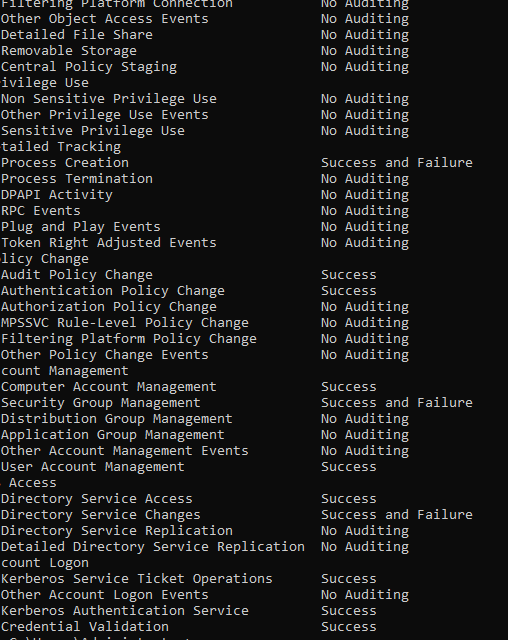 Filtering Platform Connection No Auditing
Other Object Access Events No Auditing
Detailed File Share No Auditing
Removable Storage No Auditing
Central Policy Staging No Auditing
ivilege Use
Non Sensitive Privilege Use No Auditing
Other Privilege Use Events No Auditing
Sensitive Privilege Use No Auditing
tailed Tracking
Process Creation Success and Failure
Process Termination No Auditing
DPAPI Activity No Auditing
RPC Events No Auditing
Plug and Play Events No Auditing
Token Right Adjusted Events No Auditing
licy Change
Audit Policy Change Success
Authentication Policy Change Success
Authorization Policy Change No Auditing
MPSSVC Rule-Level Policy Change No Auditing
Filtering Platform Policy Change No Auditing
Other Policy Change Events No Auditing
count Management
Computer Account Management Success
Security Group Management Success and Failure
Distribution Group Management No Auditing
Application Group Management No Auditing
Other Account Management Events No Auditing
User Account Management Success
Access
Directory Service Access Success
Directory Service Changes Success and Failure
Directory Service Replication No Auditing
Detailed Directory Service Replication No Auditing
count Logon
Kerberos Service Ticket Operations Success
Other Account Logon Events No Auditing
Kerberos Authentication Service Success
Credential Validation Success